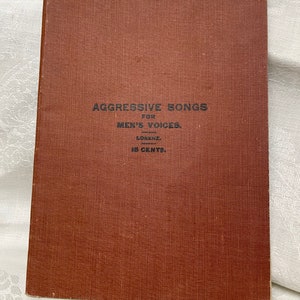 AGGRESSIVE SONGS
FOR
MEN'S VOICES.
LORENZ.
15 CENTS.